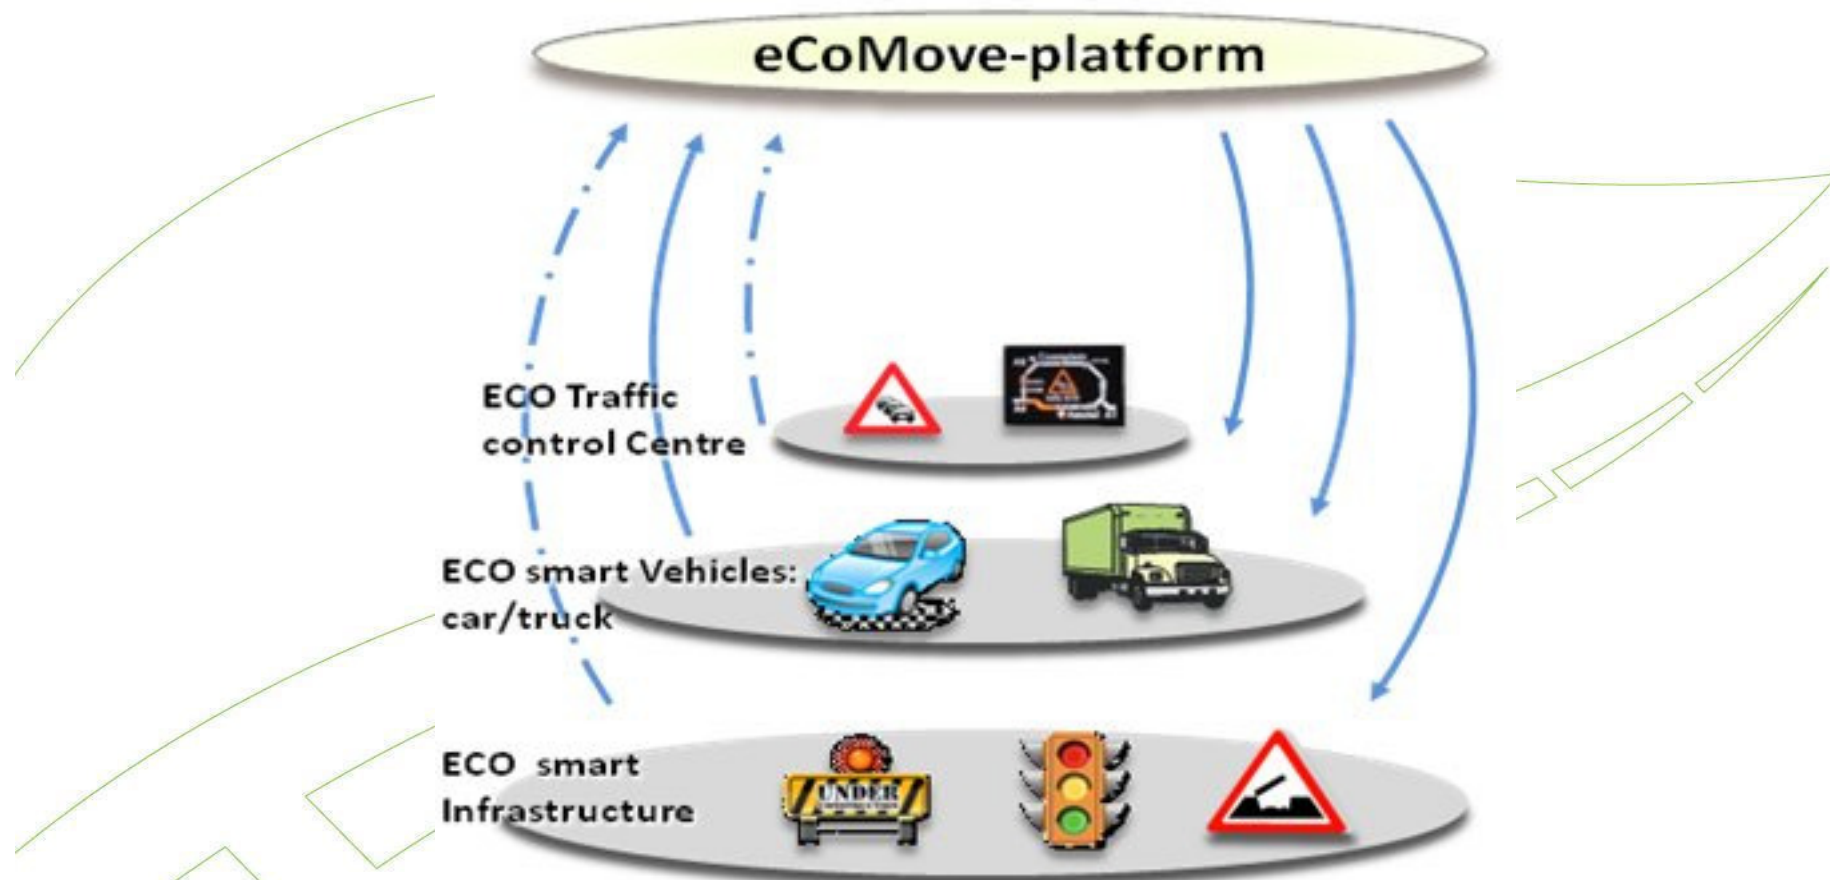 eCoMove-platform
ECO Traffic
control Centre
ECO smart Vehicles:
car/truck
UNDER
ECO smart
Infrastructure